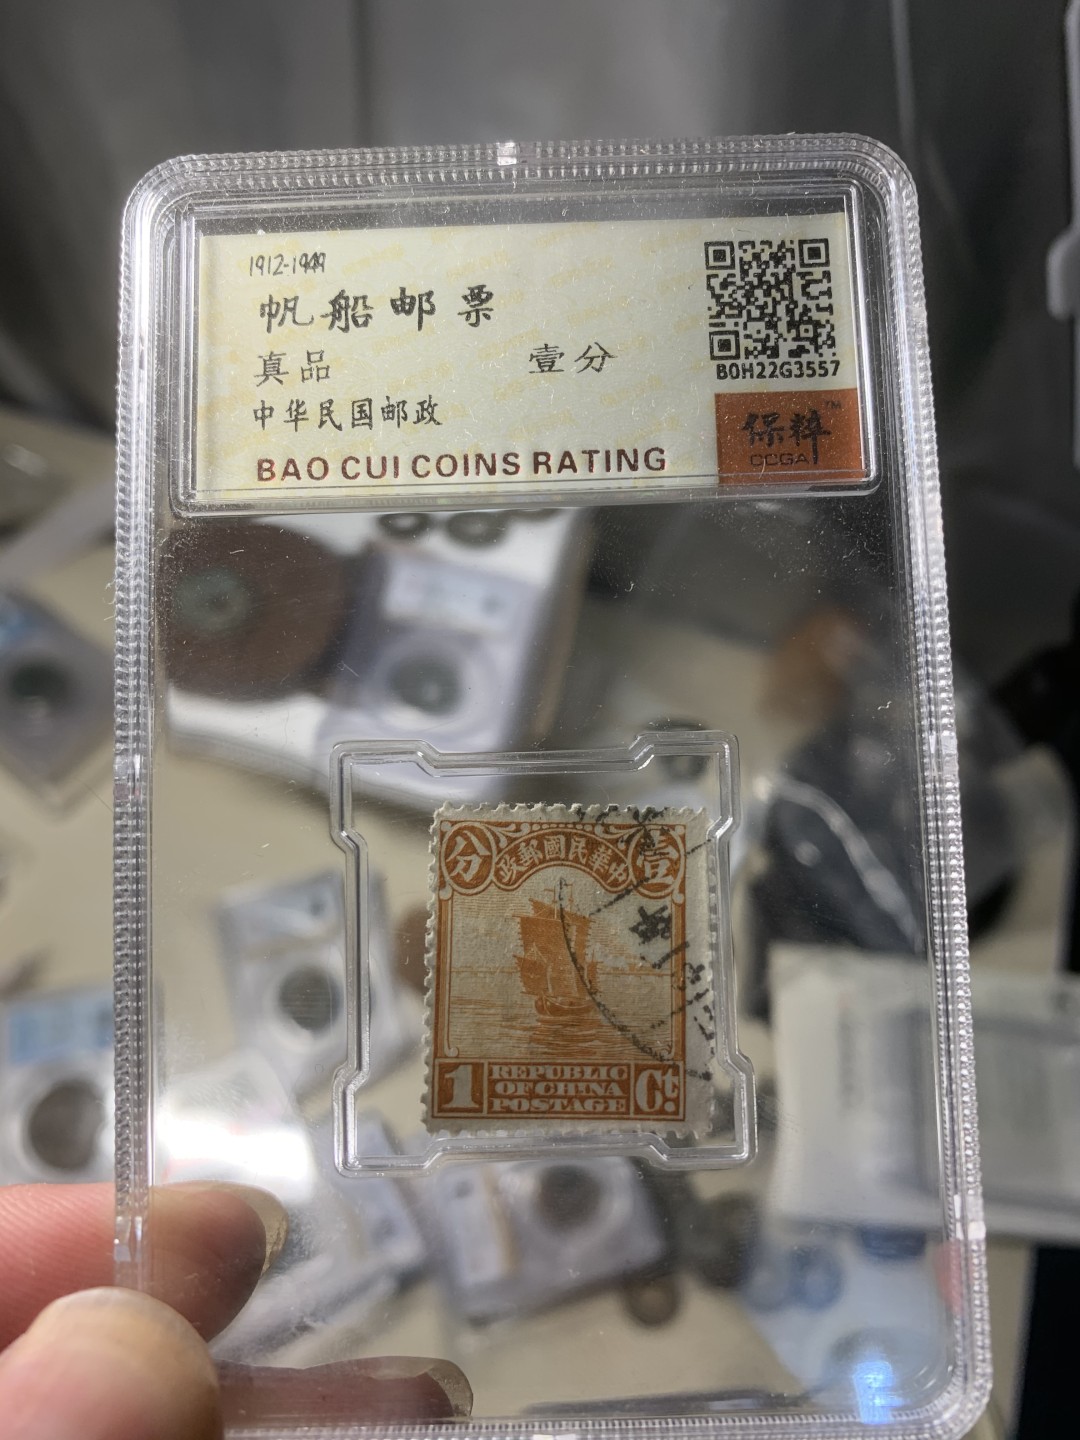 1912-1949
帆船邮票
真品 壹分
中华民国邮政
BAO CUI COINS RATING
B0H22G3557
保粹™
CCGA
分 政郵國民華中 壹
1 REPUBLIC OF CHINA POSTAGE Ct.